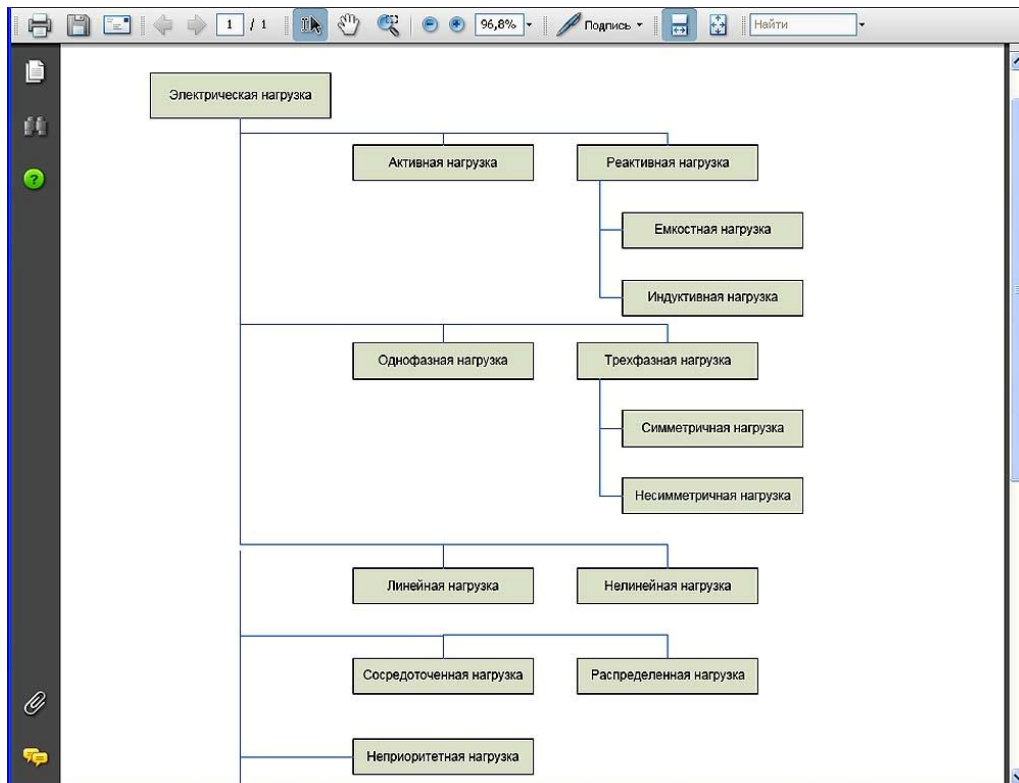 1 / 1 96,8% Подпись Найти
Электрическая нагрузка
Активная нагрузка Реактивная нагрузка
Емкостная нагрузка
Индуктивная нагрузка
Однофазная нагрузка Трехфазная нагрузка
Симметричная нагрузка
Несимметричная нагрузка
Линейная нагрузка Нелинейная нагрузка
Сосредоточенная нагрузка Распределенная нагрузка
Неприоритетная нагрузка